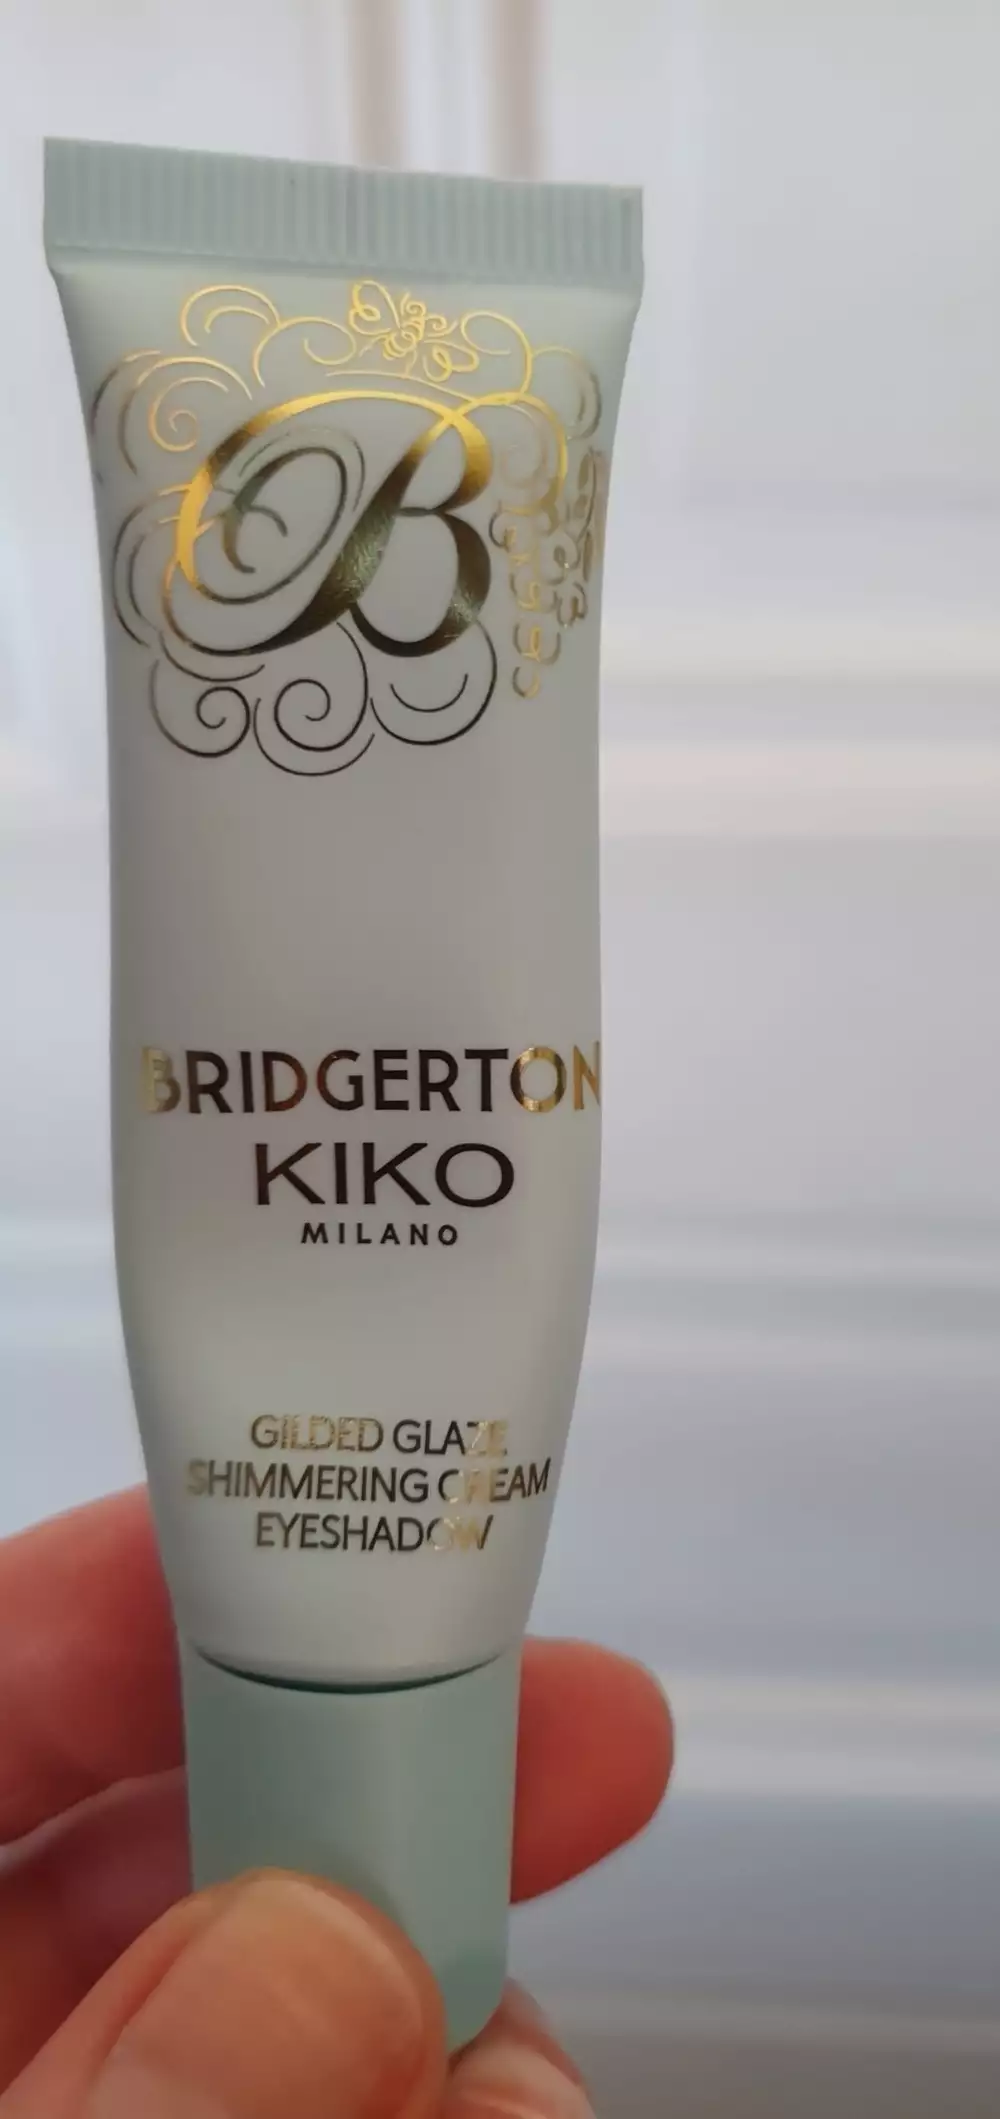 B
BRIDGERTON
KIKO
MILANO
GILDED GLAZE
SHIMMERING CREAM
EYESHADOW